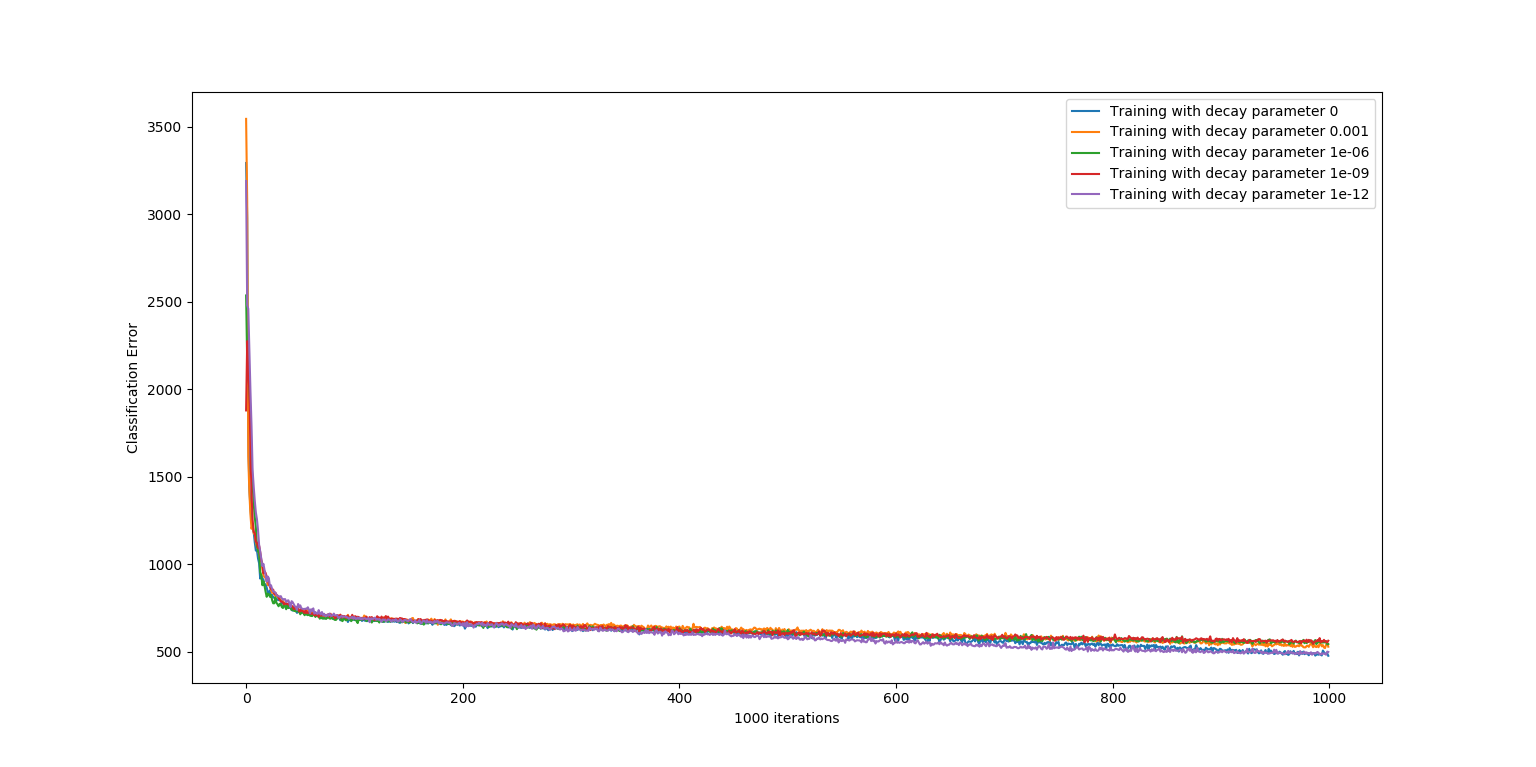 Training with decay parameter 0
Training with decay parameter 0.001
Training with decay parameter 1e-06
Training with decay parameter 1e-09
Training with decay parameter 1e-12
3500
3000
2500
2000
1500
1000
500
Classification Error
0 200 400 600 800 1000
1000 iterations